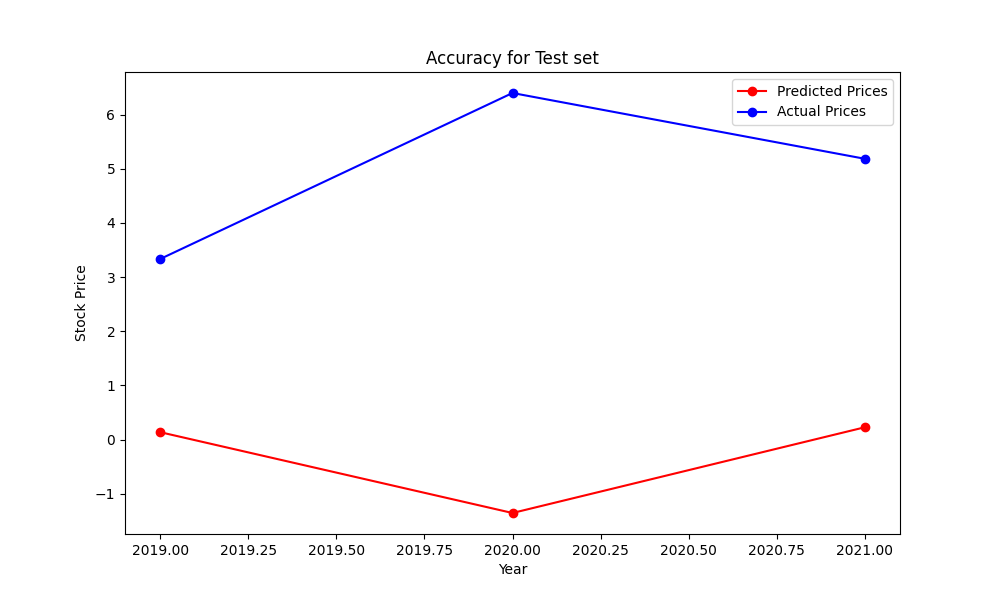 Accuracy for Test set
Predicted Prices
Actual Prices
6
5
4
3
2
1
0
−1
Stock Price
2019.00 2019.25 2019.50 2019.75 2020.00 2020.25 2020.50 2020.75 2021.00
Year